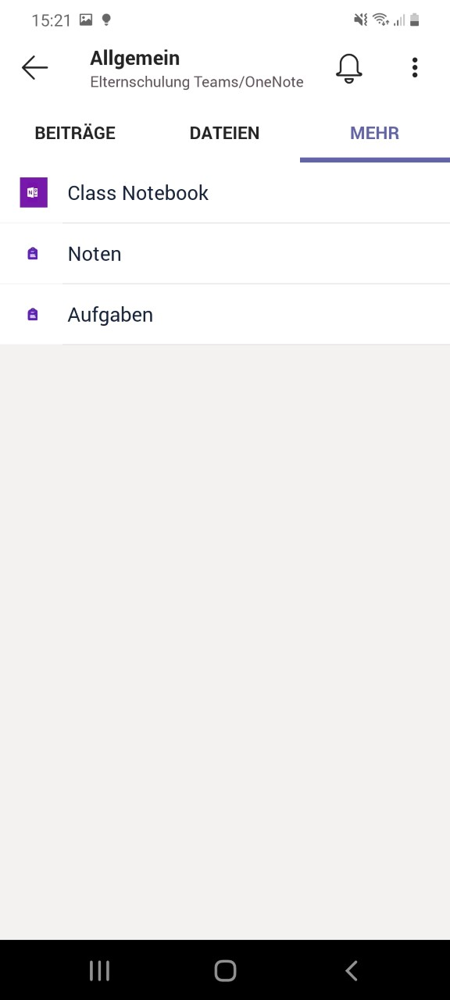 15:21
Allgemein
Elternschulung Teams/OneNote
BEITRÄGE DATEIEN MEHR
Class Notebook
Noten
Aufgaben